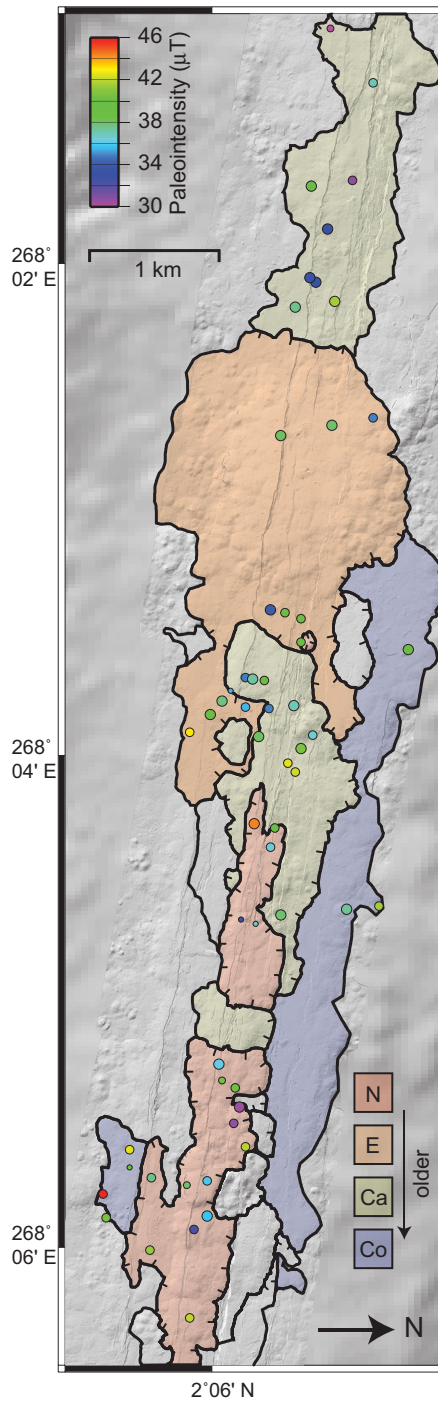 46
42
38
34
30
Paleointensity (μT)
1 km
268˚
02' E
268˚
04' E
N
E
Ca
Co
older
268˚
06' E
N
2˚06' N